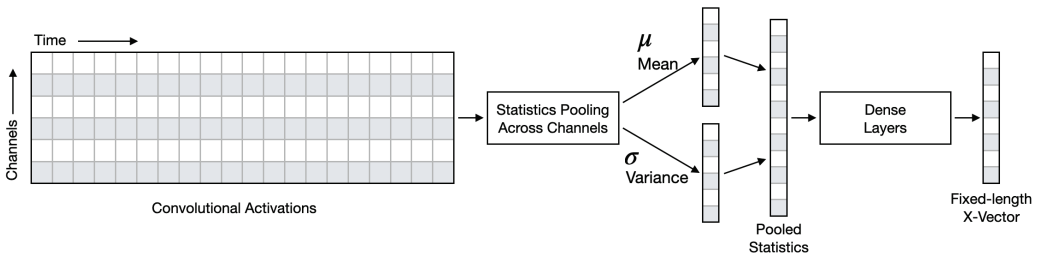 Time
Channels
Convolutional Activations
Statistics Pooling
Across Channels
μ
Mean
σ
Variance
Pooled
Statistics
Dense
Layers
Fixed-length
X-Vector